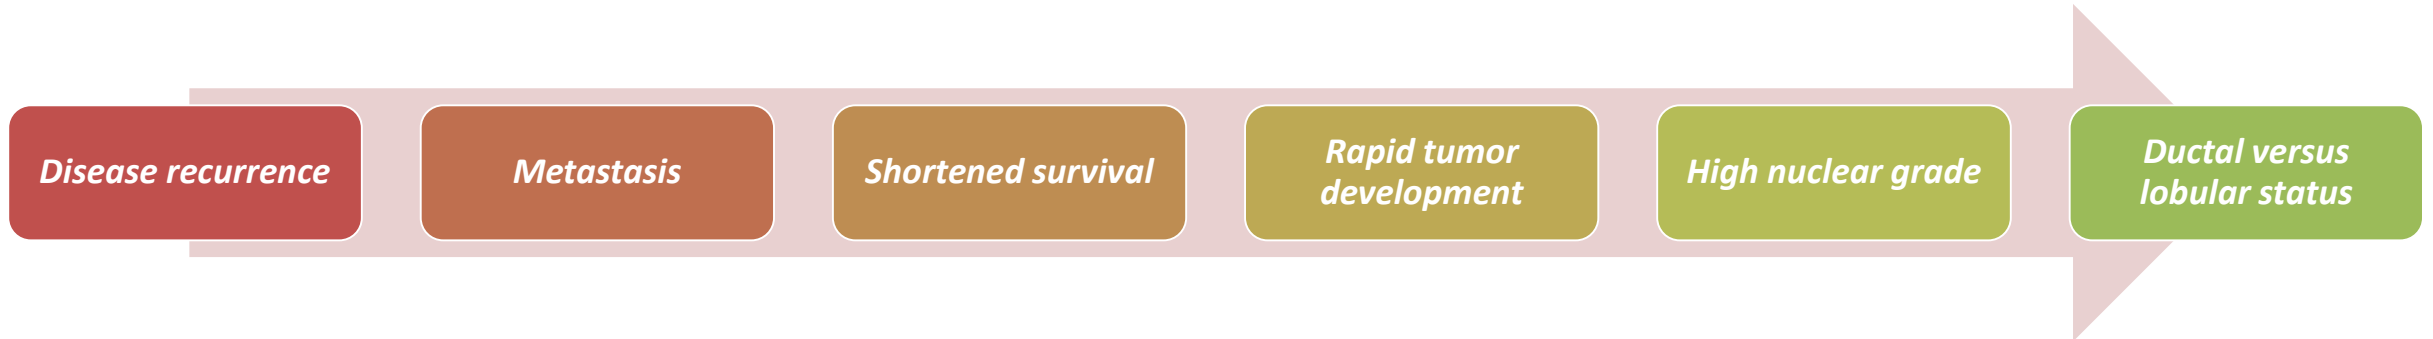 Disease recurrence
Metastasis
Shortened survival
Rapid tumor
development
High nuclear grade
Ductal versus
lobular status